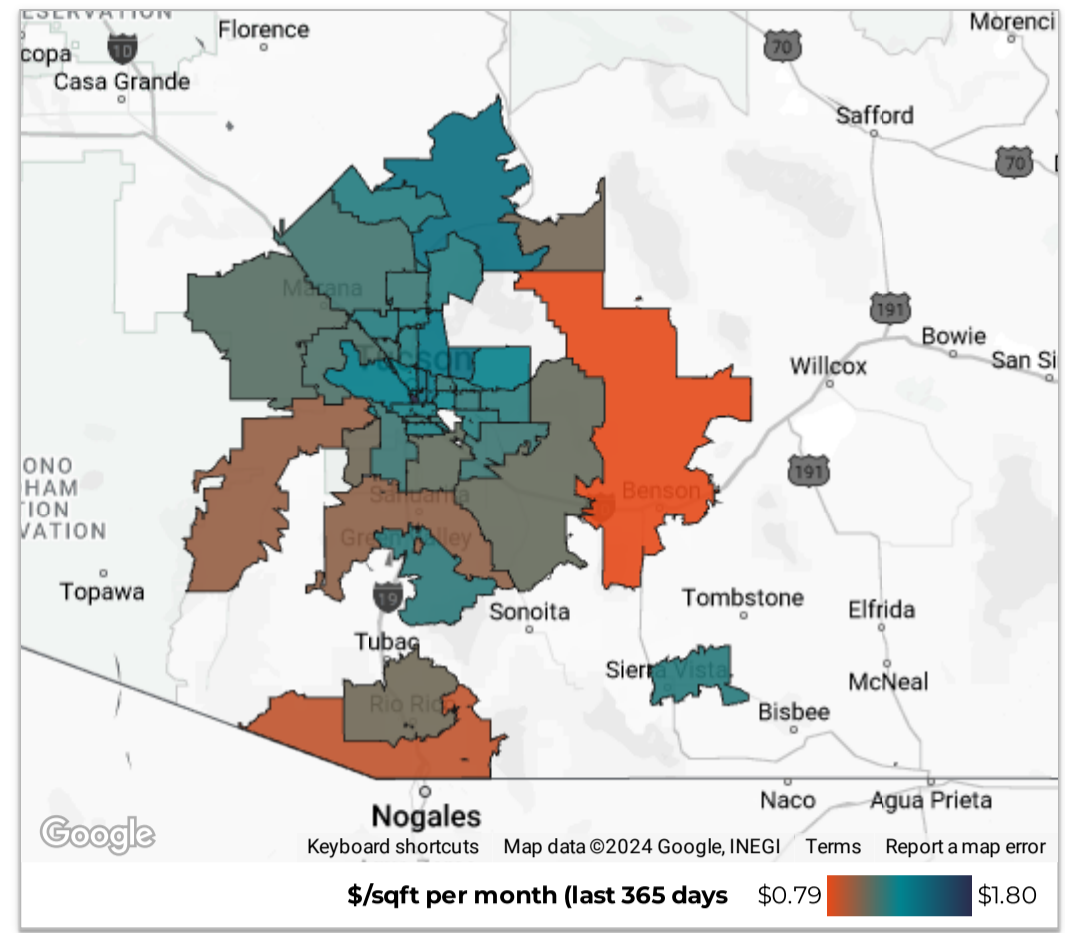 ESERVATION
Florence
Morenci
copa
10
70
Casa Grande
Safford
70
Marana
191
Bowie
Tucson
Willcox
San Si
ONO
HAM
TION
VATION
191
Benson
Sahuarita
Green Valley
Topawa
19
Sonoita
Tombstone
Elfrida
Tubac
Sierra Vista
McNeal
Rio Ric
Bisbee
Nogales
Naco
Agua Prieta
Google
Keyboard shortcuts
Map data ©2024 Google, INEGI
Terms
Report a map error
$/sqft per month (last 365 days
$0.79
$1.80